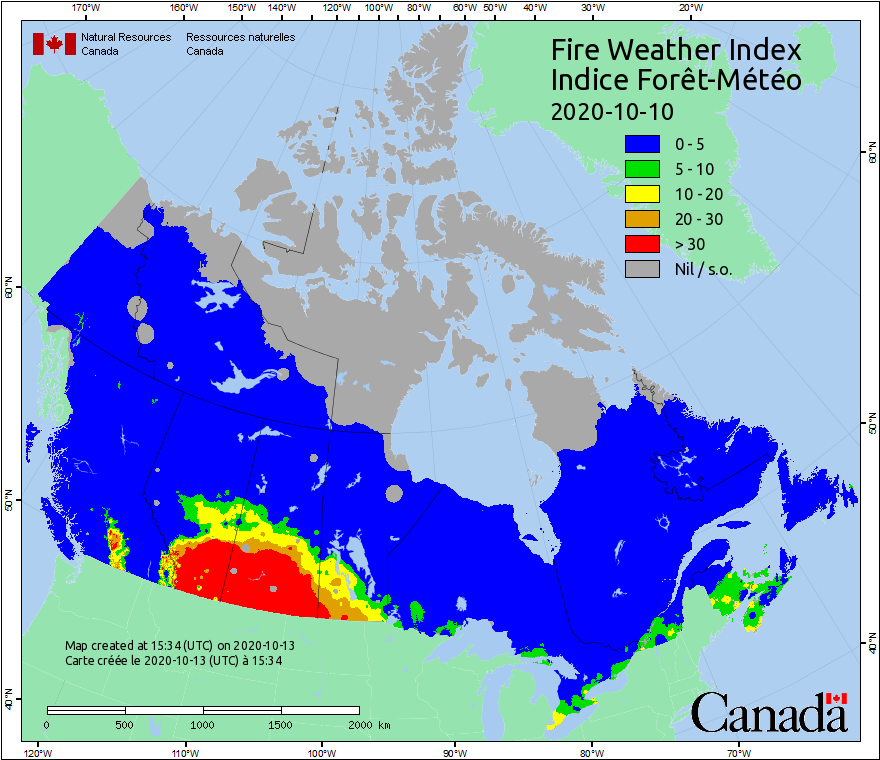 170°W 160°W 150°W 140°W 130°W 120°W 110°W 100°W 90°W 80°W 60°W 50°W 40°W 30°W 20°W
Natural Resources Ressources naturelles
Canada Canada
Fire Weather Index
Indice Forêt-Météo
2020-10-10
0 - 5
5 - 10
10 - 20
20 - 30
> 30
Nil / s.o.
60°N
60°N
50°N
50°N
40°N
40°N
Map created at 15:34 (UTC) on 2020-10-13
Carte créée le 2020-10-13 (UTC) à 15:34
0 500 1000 1500 2000 km
Canada
120°W 110°W 100°W 90°W 80°W 70°W